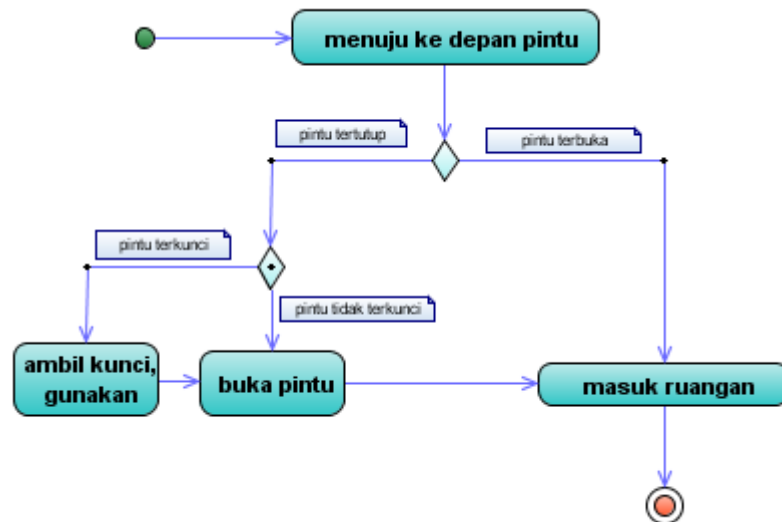 menuju ke depan pintu
pintu tertutup
pintu terbuka
pintu terkunci
pintu tidak terkunci
ambil kunci,
gunakan
buka pintu
masuk ruangan